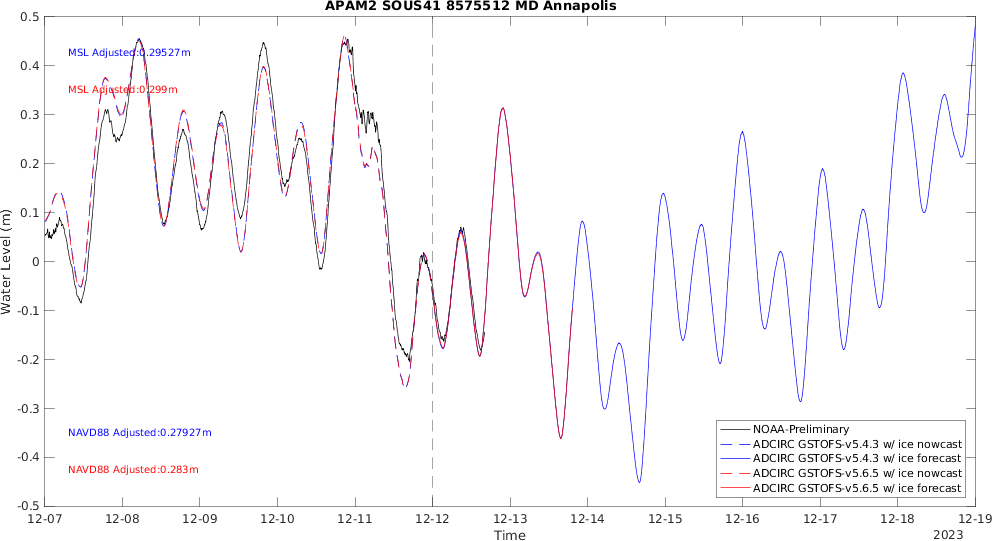 APAM2 SOUS41 8575512 MD Annapolis
0.5
0.4
0.3
0.2
0.1
0
-0.1
-0.2
-0.3
-0.4
-0.5
Water Level (m)
MSL Adjusted:0.29527m
MSL Adjusted:0.299m
NAVD88 Adjusted:0.27927m
NAVD88 Adjusted:0.283m
NOAA-Preliminary
ADCIRC GSTOFS-v5.4.3 w/ ice nowcast
ADCIRC GSTOFS-v5.4.3 w/ ice forecast
ADCIRC GSTOFS-v5.6.5 w/ ice nowcast
ADCIRC GSTOFS-v5.6.5 w/ ice forecast
12-07 12-08 12-09 12-10 12-11 12-12 12-13 12-14 12-15 12-16 12-17 12-18 12-19
Time
2023